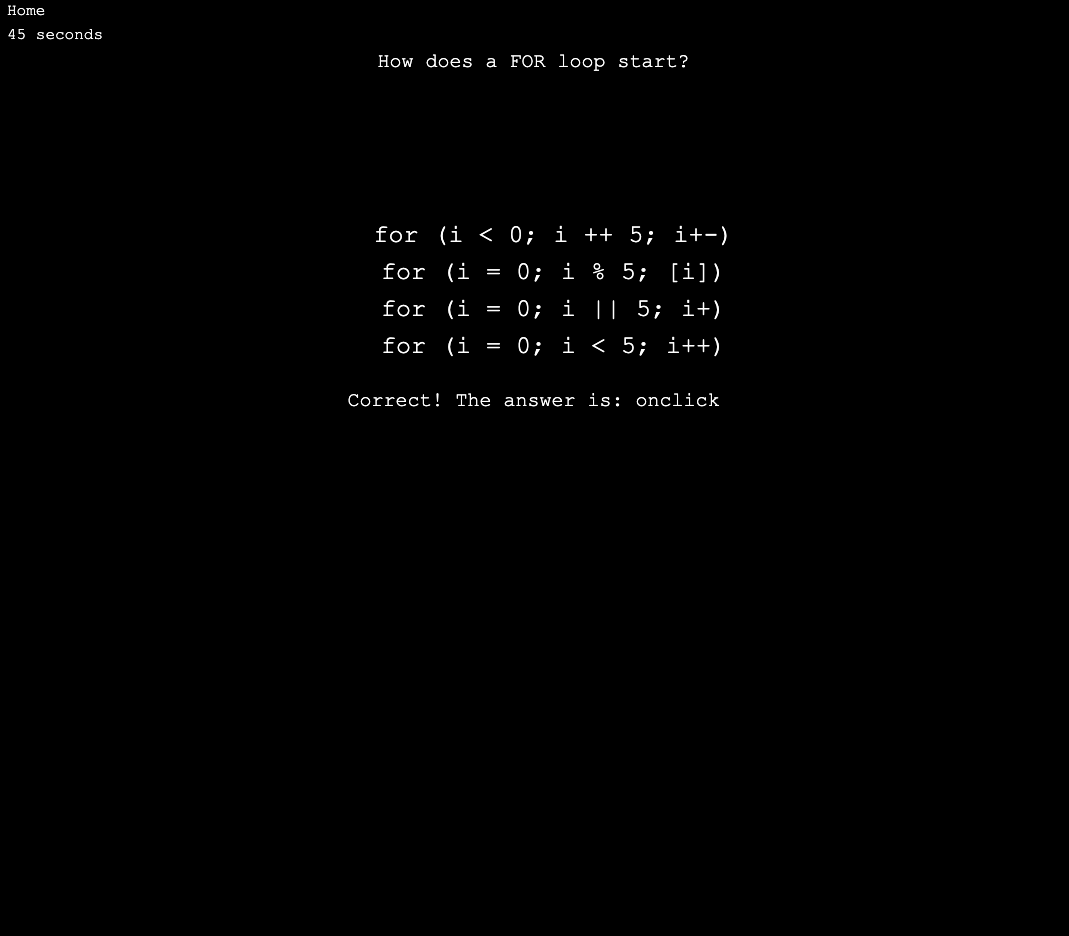 Home
45 seconds
How does a FOR loop start?
for (i < 0; i ++ 5; i+-)
for (i = 0; i % 5; [i])
for (i = 0; i || 5; i+)
for (i = 0; i < 5; i++)
Correct! The answer is: onclick